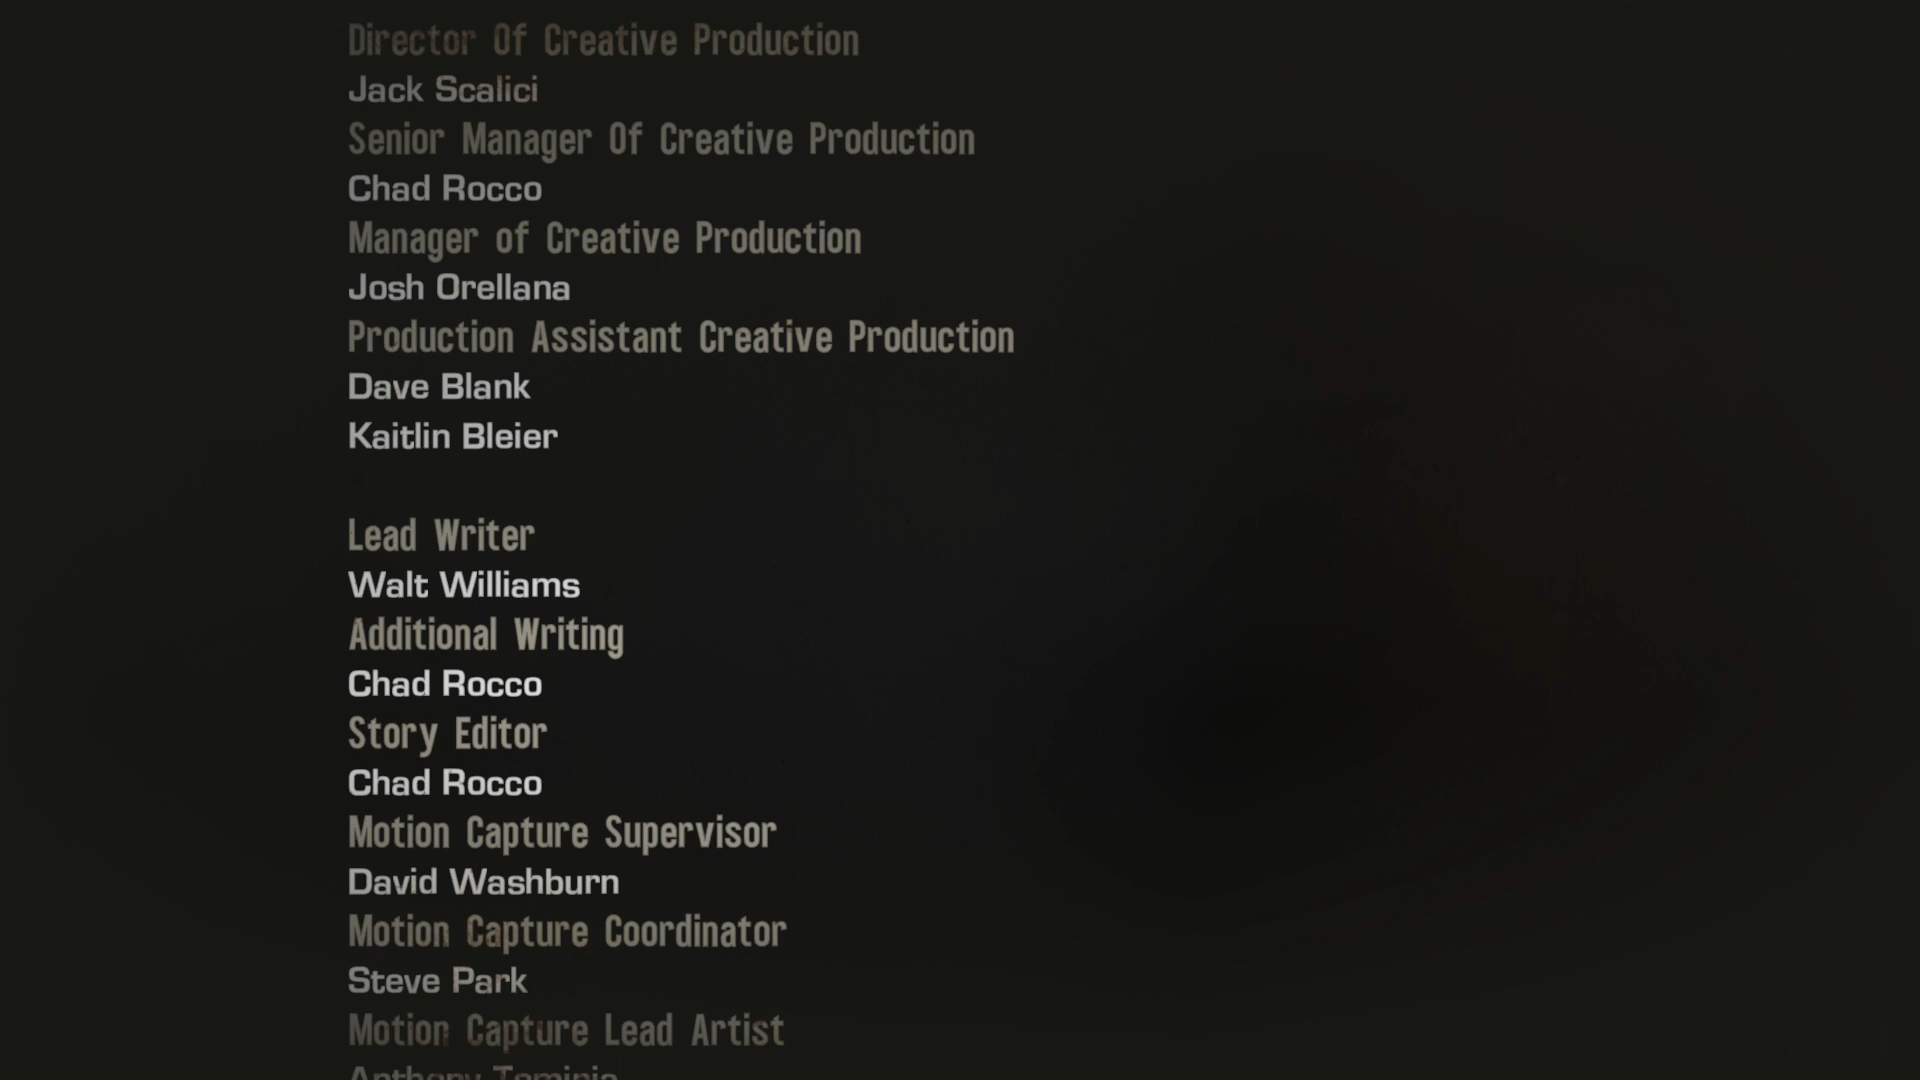 Director Of Creative Production
Jack Scalici
Senior Manager Of Creative Production
Chad Rocco
Manager of Creative Production
Josh Orellana
Production Assistant Creative Production
Dave Blank
Kaitlin Bleier
Lead Writer
Walt Williams
Additional Writing
Chad Rocco
Story Editor
Chad Rocco
Motion Capture Supervisor
David Washburn
Motion Capture Coordinator
Steve Park
Motion Capture Lead Artist
Anthony